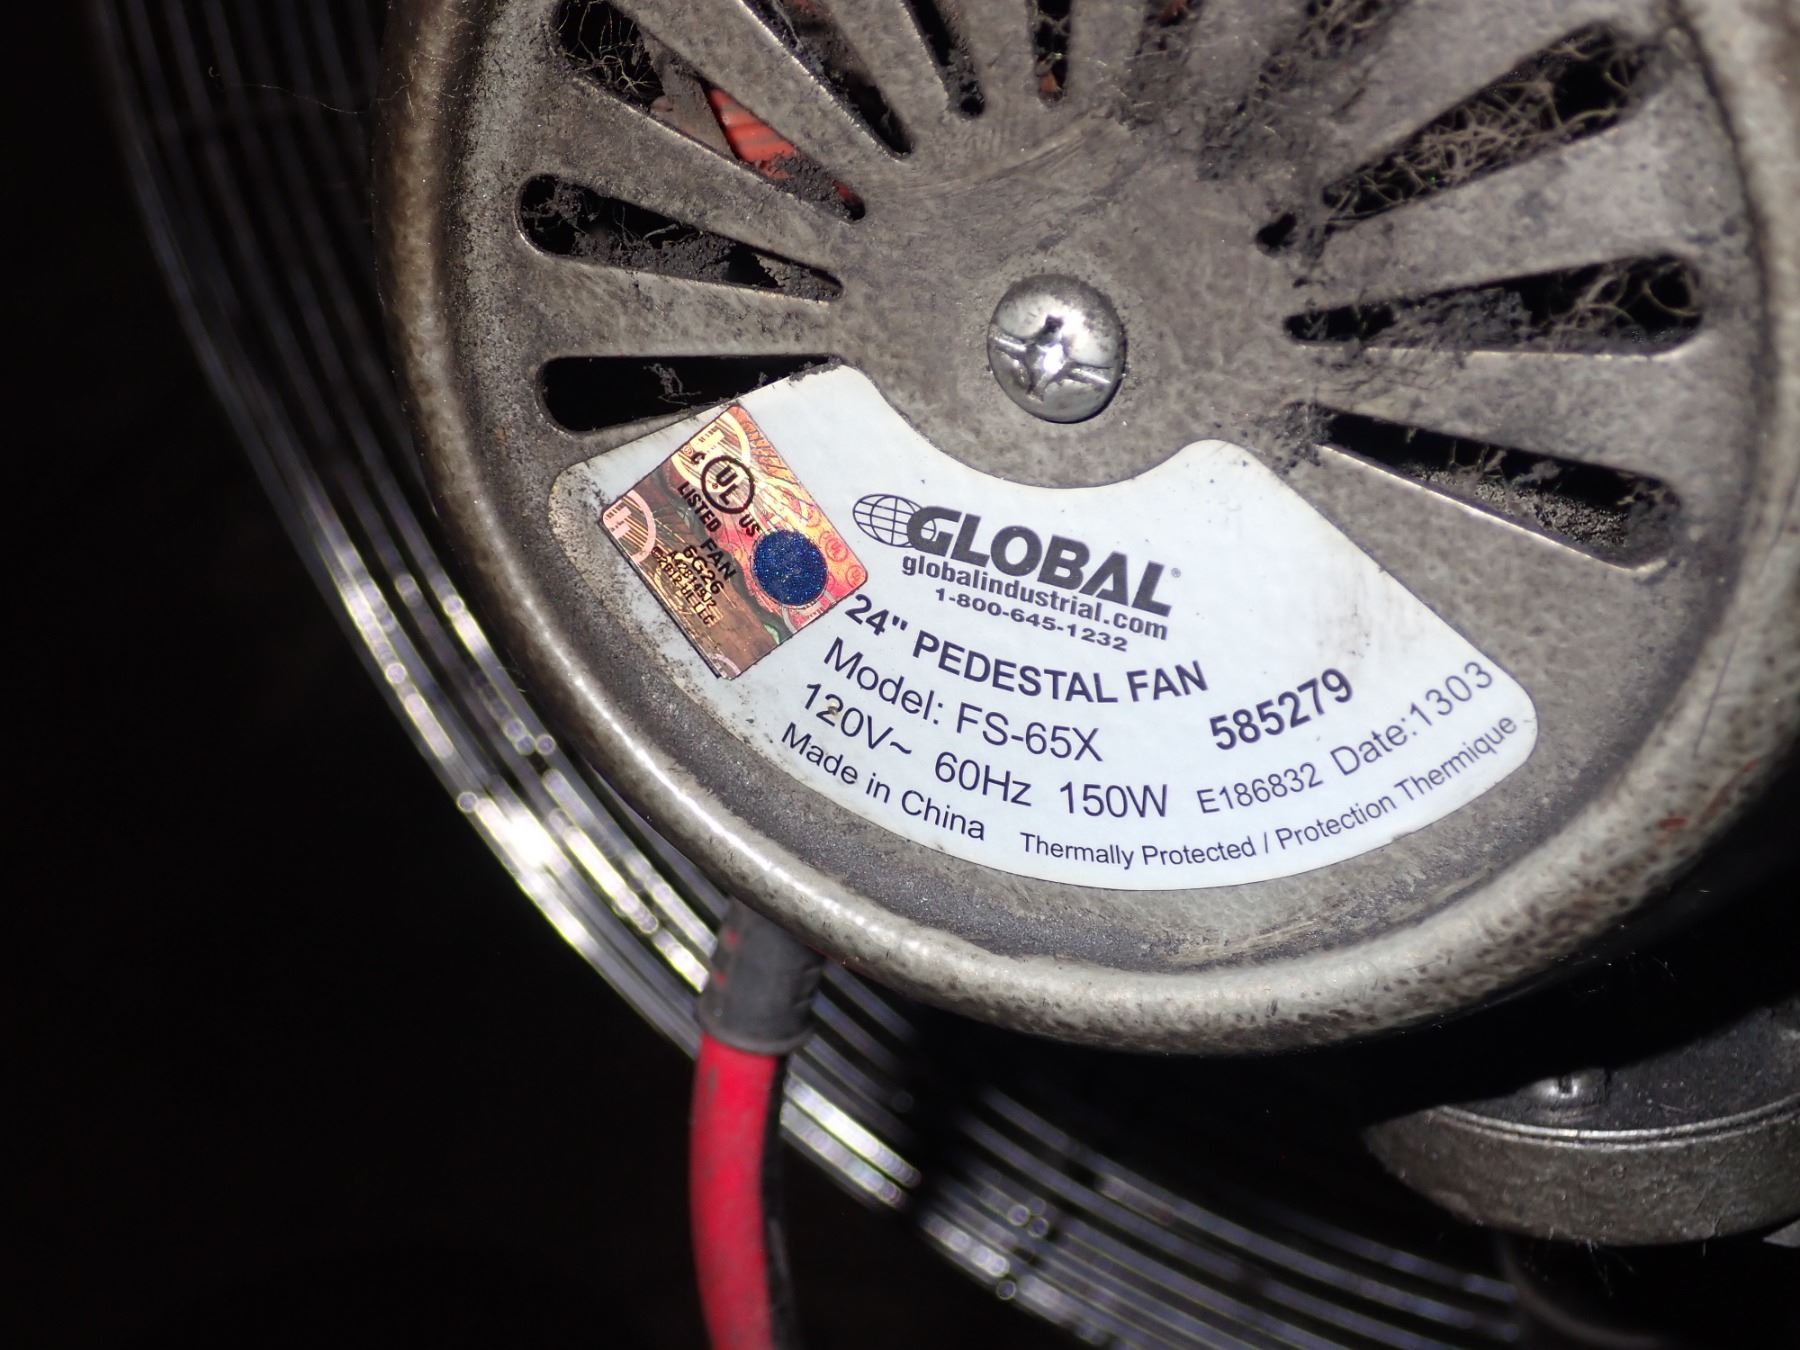 C UL US
LISTED
FAN
6G26
GLOBAL®
globalindustrial.com
1-800-645-1232
24" PEDESTAL FAN
Model: FS-65X
585279
120V~ 60Hz 150W
E186832 Date:1303
Made in China
Thermally Protected / Protection Thermique